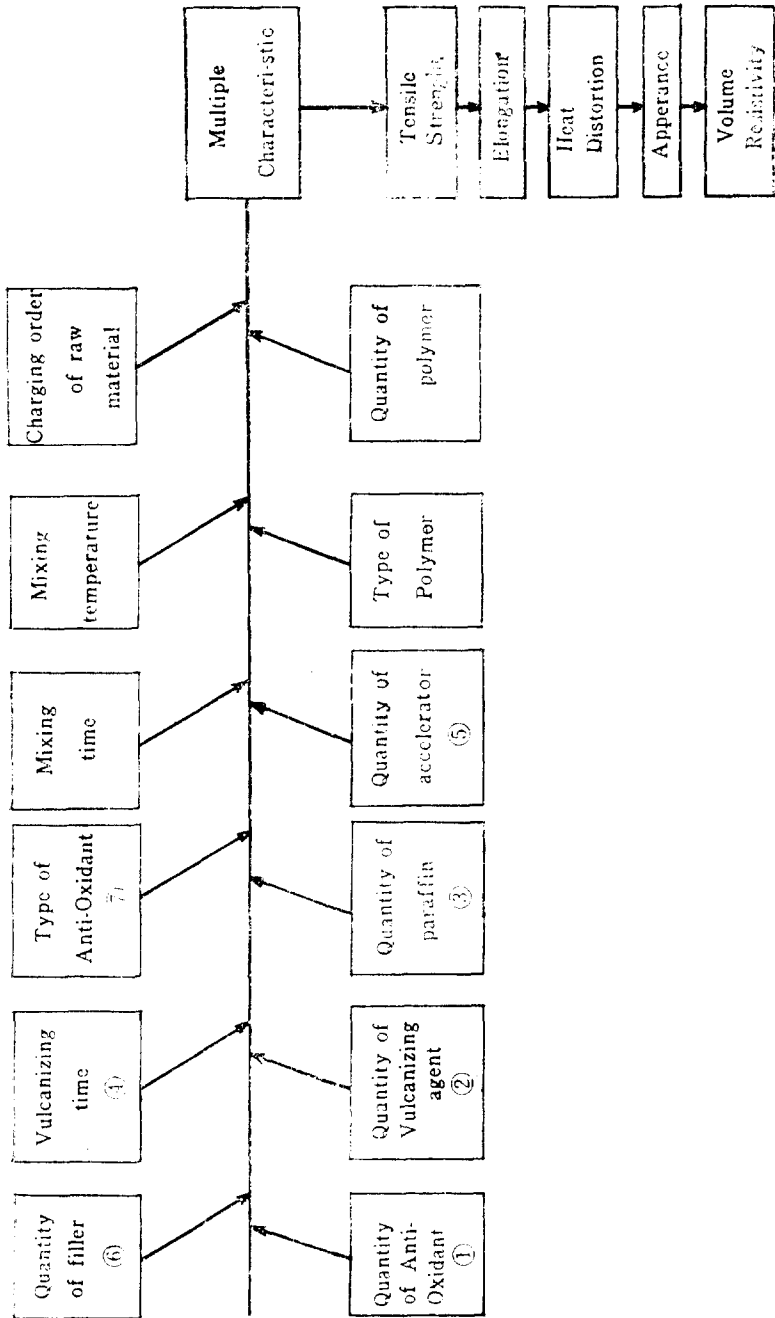 Quantity
of filler
⑥
Vulcanizing
time
④
Type of
Anti-Oxidant
⑦
Mixing
time
Mixing
temperature
Charging order
of raw
material
Multiple
Characteri-stic
Quantity
of Anti-
Oxidant
①
Quantity of
Vulcanizing
agent
②
Quantity of
paraffin
③
Quantity of
accelerator
⑤
Type of
Polymer
Quantity of
polymer
Tensile
Strenght
Elongation
Heat
Distortion
Apperance
Volume